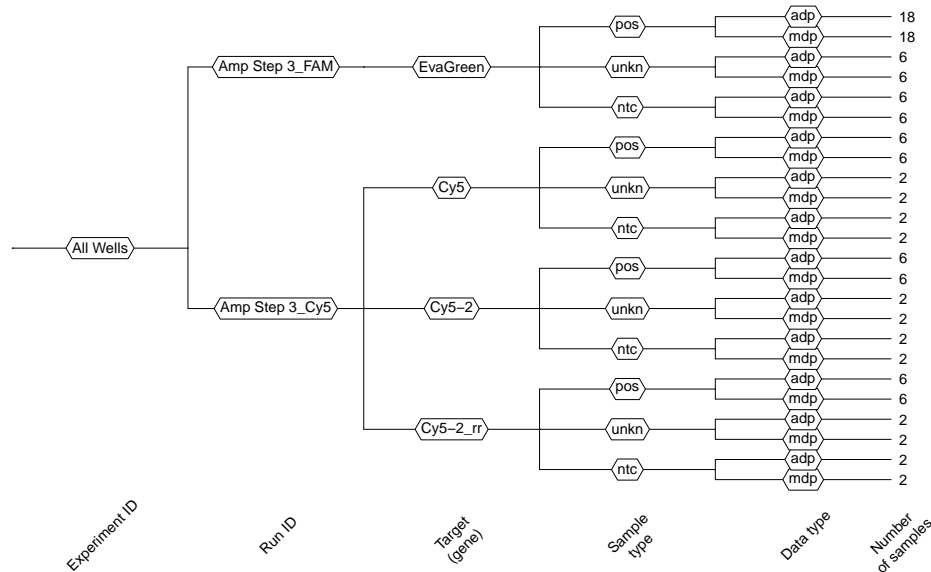 adp 18
pos
mdp 18
Amp Step 3_FAM EvaGreen unkn adp 6
mdp 6
adp 6
ntc
mdp 6
adp 6
pos
mdp 6
Cy5 unkn adp 2
mdp 2
adp 2
ntc
mdp 2
All Wells
adp 6
pos
mdp 6
Amp Step 3_Cy5 Cy5−2 unkn adp 2
mdp 2
adp 2
ntc
mdp 2
adp 6
pos
mdp 6
Cy5−2_rr unkn adp 2
mdp 2
adp 2
ntc
mdp 2
Experiment ID
Run ID
Target
(gene)
Sample
type
Data type
Number
of samples